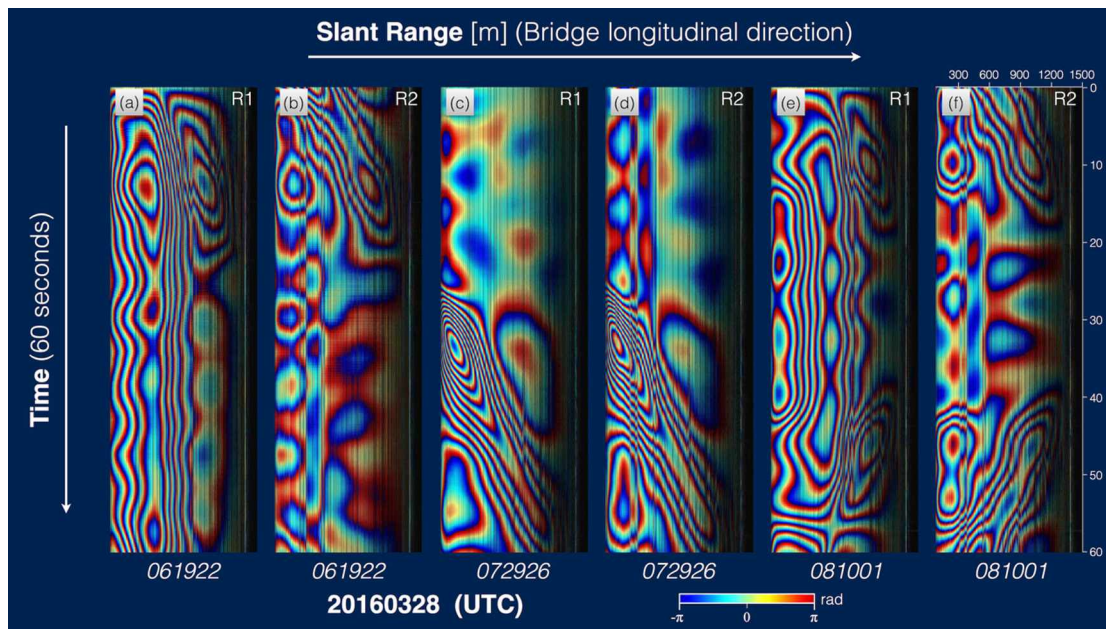 Slant Range [m] (Bridge longitudinal direction)
300 600 900 1200 1500
(a) R1 (b) R2 (c) R1 (d) R2 (e) R1 (f) R2 0
10
20
30
40
50
60
Time (60 seconds)
061922 061922 072926 072926 081001 081001
20160328 (UTC)
rad
-π 0 π